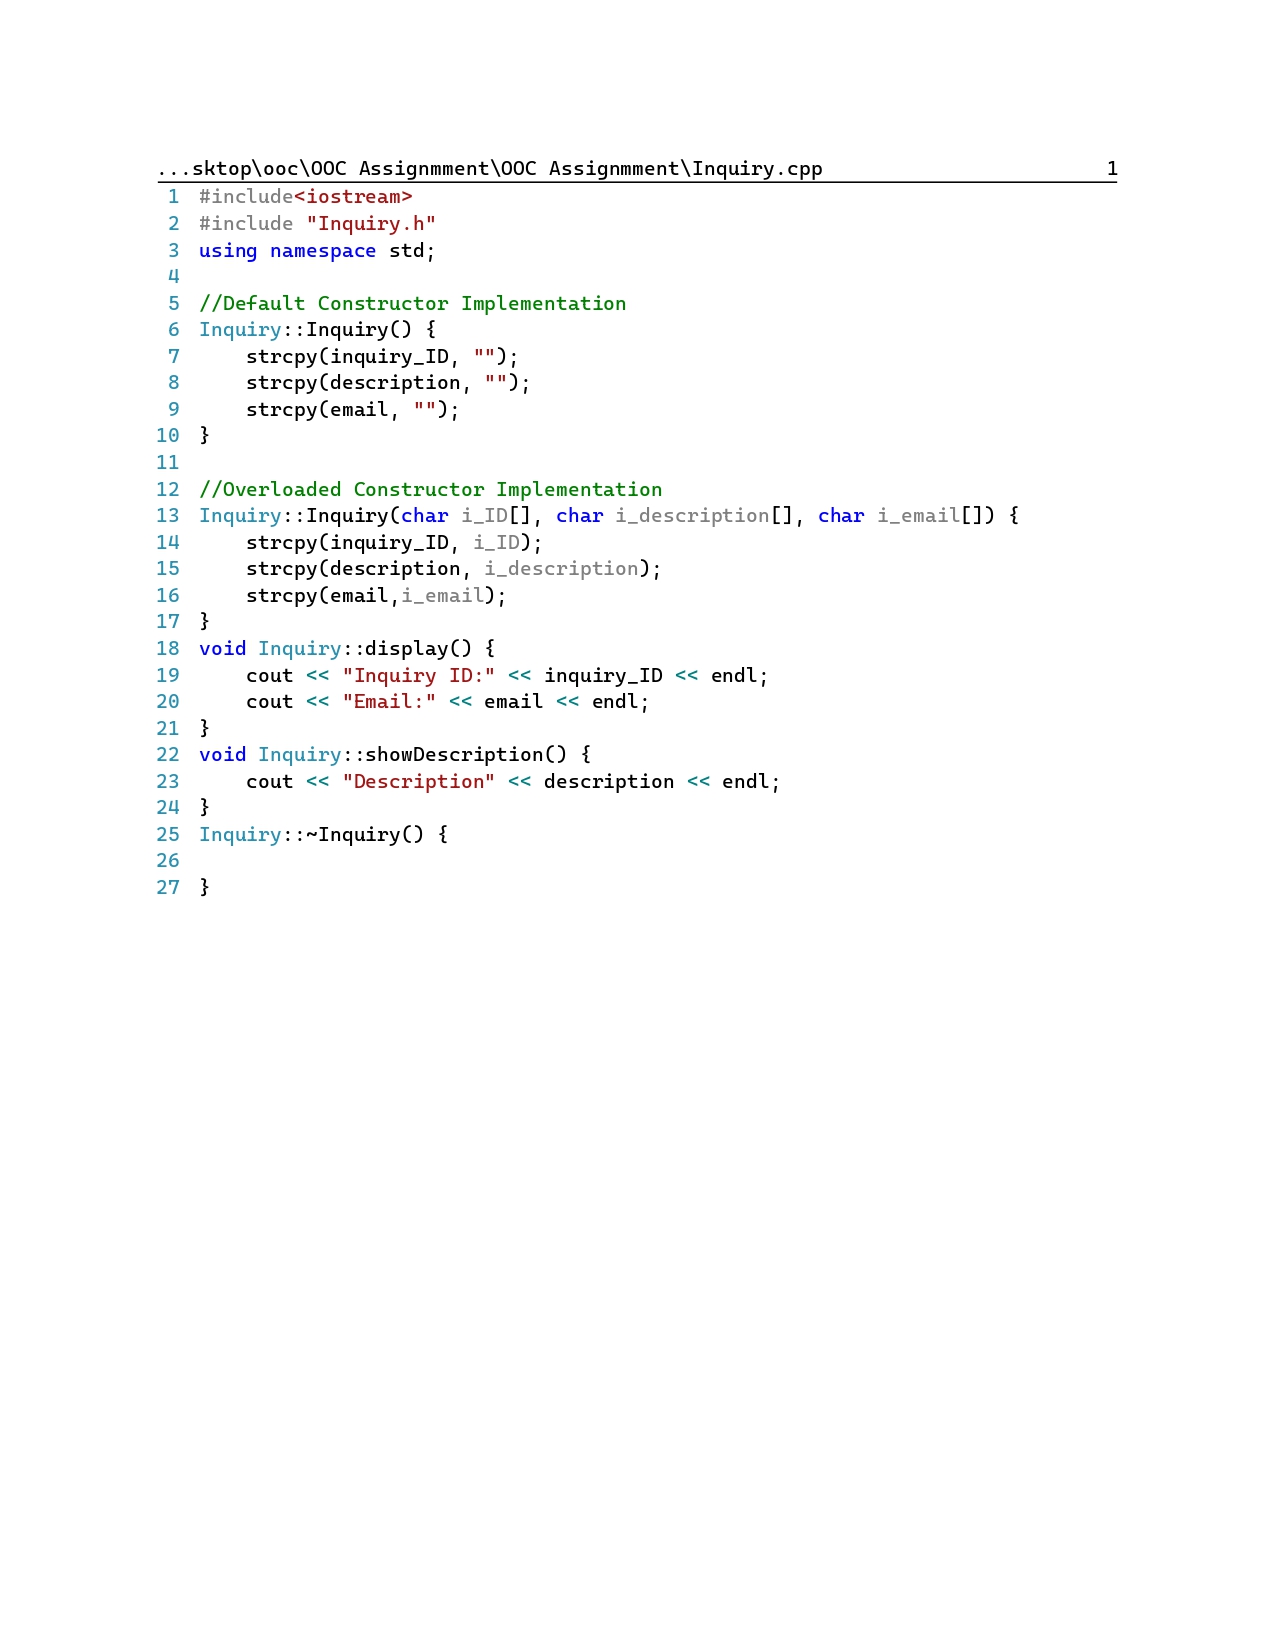 ...sktop\ooc\OOC Assignmment\OOC Assignmment\Inquiry.cpp 1
1 #include<iostream>
2 #include "Inquiry.h"
3 using namespace std;
4
5 //Default Constructor Implementation
6 Inquiry::Inquiry() {
7     strcpy(inquiry_ID, "");
8     strcpy(description, "");
9     strcpy(email, "");
10 }
11
12 //Overloaded Constructor Implementation
13 Inquiry::Inquiry(char i_ID[], char i_description[], char i_email[]) {
14     strcpy(inquiry_ID, i_ID);
15     strcpy(description, i_description);
16     strcpy(email,i_email);
17 }
18 void Inquiry::display() {
19     cout << "Inquiry ID:" << inquiry_ID << endl;
20     cout << "Email:" << email << endl;
21 }
22 void Inquiry::showDescription() {
23     cout << "Description" << description << endl;
24 }
25 Inquiry::~Inquiry() {
26
27 }